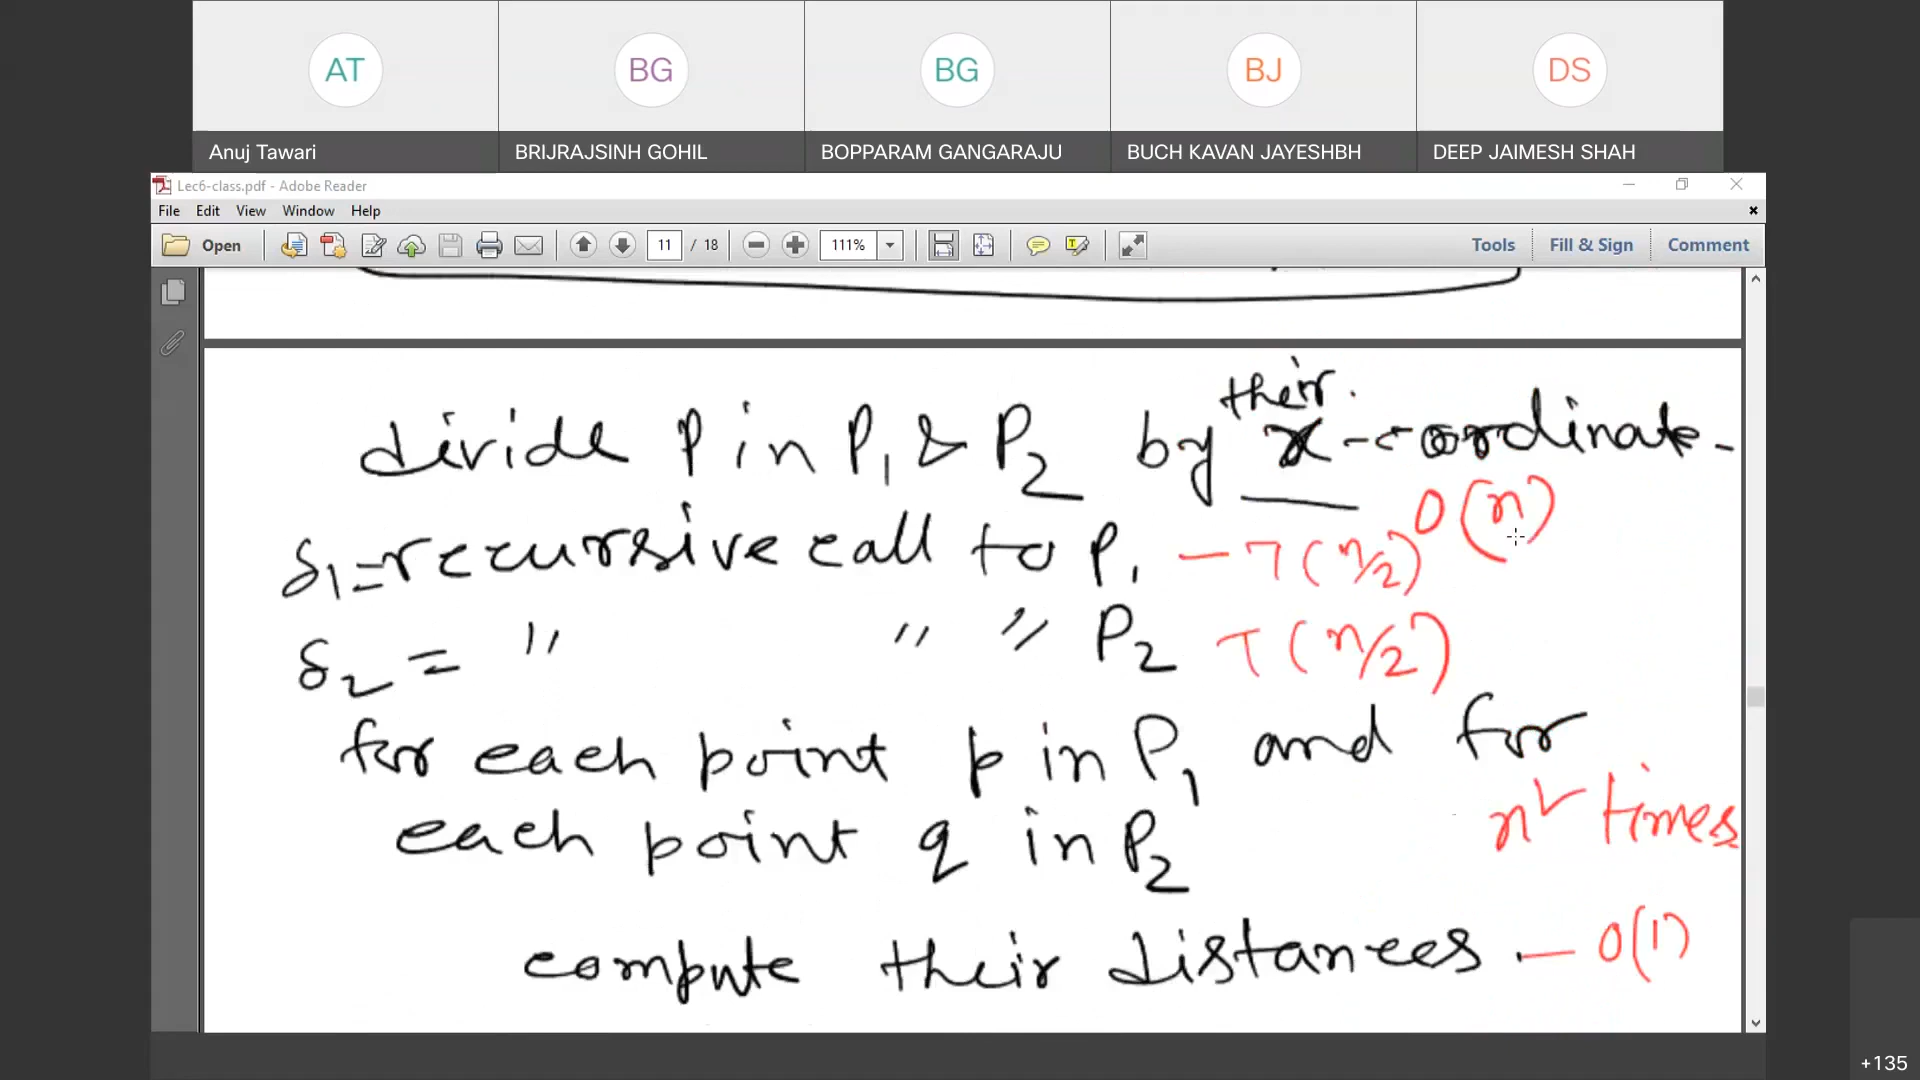 AT
BG
BG
BJ
DS
Anuj Tawari
BRIJRAJSINH GOHIL
BOPPARAM GANGARAJU
BUCH KAVAN JAYESHBH
DEEP JAIMESH SHAH
Lec6-class.pdf - Adobe Reader
File Edit View Window Help
Open 11 / 18 111% Tools Fill & Sign Comment
their
divide P in P₁ & P₂ by x-coordinate
O(n)
δ₁ = recursive call to P₁ - T(n/2)
δ₂ = " " " P₂ T(n/2)
for each point p in P₁ and for
each point q in P₂ n² times
compute their distances. - O(1)
+135